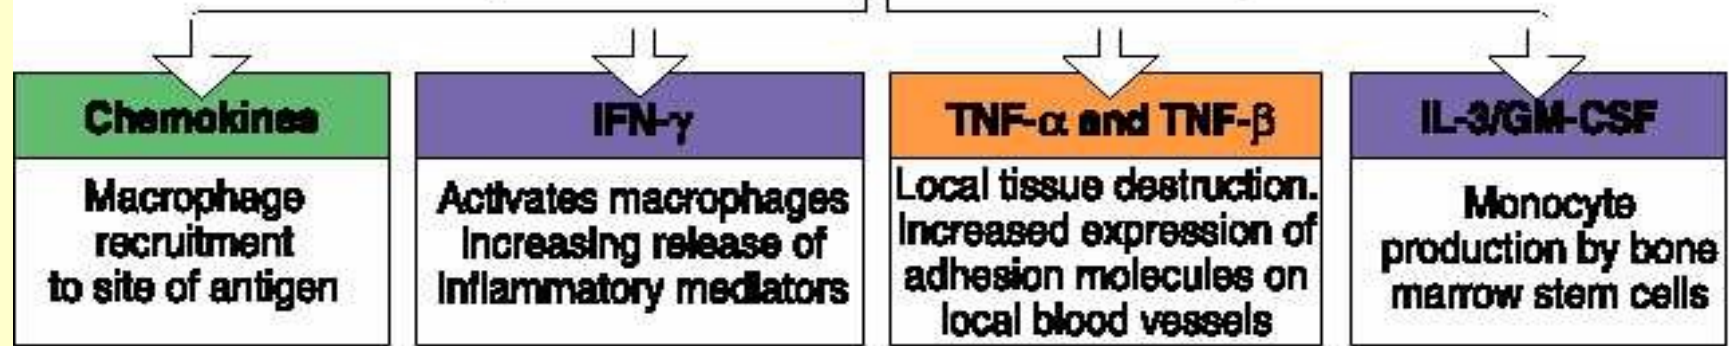 Chemokines
Macrophage
recruitment
to site of antigen
IFN-γ
Activates macrophages
increasing release of
inflammatory mediators
TNF-α and TNF-β
Local tissue destruction.
Increased expression of
adhesion molecules on
local blood vessels
IL-3/GM-CSF
Monocyte
production by bone
marrow stem cells